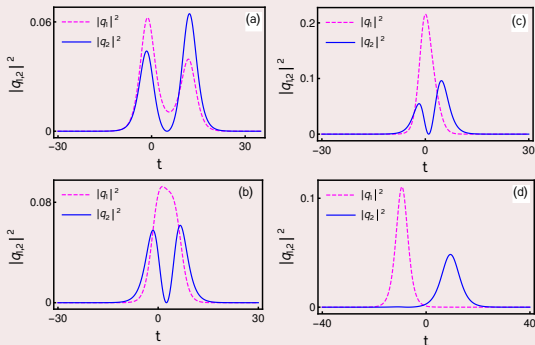 (a)
|q₁|²
|q₂|²
|q₁,₂|²
0.06
0
−30
0
30
t
(c)
|q₁|²
|q₂|²
|q₁,₂|²
0.2
0.1
0
−30
0
30
t
(b)
|q₁|²
|q₂|²
|q₁,₂|²
0.08
0
−30
0
30
t
(d)
|q₁|²
|q₂|²
|q₁,₂|²
0.1
0
−40
0
40
t